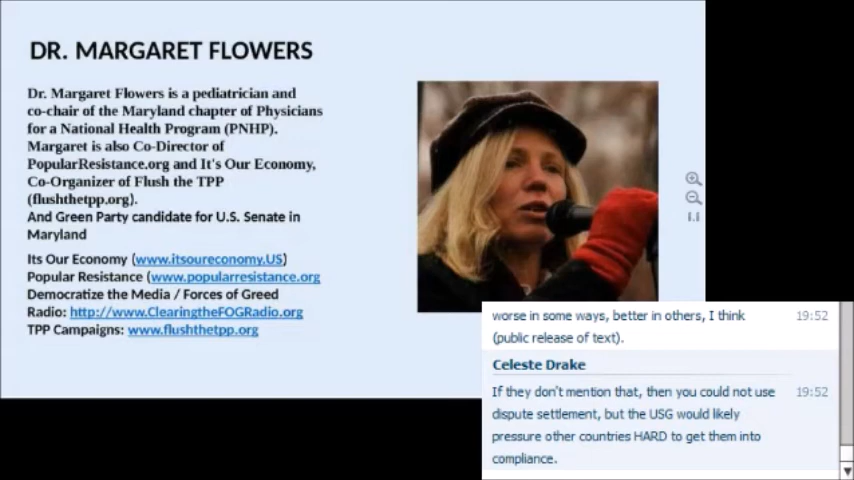 DR. MARGARET FLOWERS
Dr. Margaret Flowers is a pediatrician and
co-chair of the Maryland chapter of Physicians
for a National Health Program (PNHP).
Margaret is also Co-Director of
PopularResistance.org and It's Our Economy,
Co-Organizer of Flush the TPP
(flushthetpp.org).
And Green Party candidate for U.S. Senate in
Maryland
Its Our Economy (www.itsoureconomy.US)
Popular Resistance (www.popularresistance.org
Democratize the Media / Forces of Greed
Radio: http://www.ClearingtheFOGRadio.org
TPP Campaigns: www.flushthetpp.org
1:1
worse in some ways, better in others, I think 19:52
(public release of text).
Celeste Drake
If they don't mention that, then you could not use 19:52
dispute settlement, but the USG would likely
pressure other countries HARD to get them into
compliance.